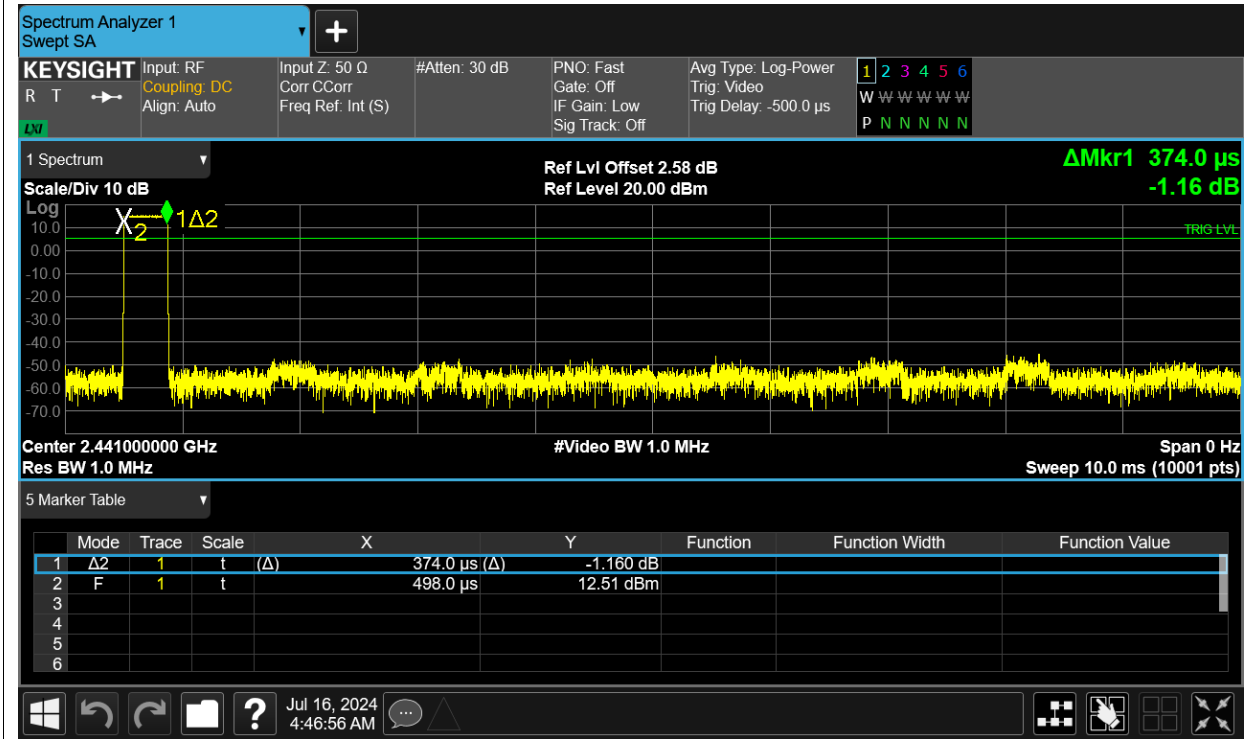 Spectrum Analyzer 1
Swept SA
+
KEYSIGHT Input: RF Input Z: 50 Ω #Atten: 30 dB PNO: Fast Avg Type: Log-Power 1 2 3 4 5 6
R T Coupling: DC Corr CCorr Gate: Off Trig: Video W W W W W W
Align: Auto Freq Ref: Int (S) IF Gain: Low Trig Delay: -500.0 µs P N N N N N
LXI Sig Track: Off
1 Spectrum Ref Lvl Offset 2.58 dB ΔMkr1 374.0 µs
Scale/Div 10 dB Ref Level 20.00 dBm -1.16 dB
Log
X 2 1Δ2
10.0 TRIG LVL
0.00
-10.0
-20.0
-30.0
-40.0
-50.0
-60.0
-70.0
Center 2.441000000 GHz #Video BW 1.0 MHz Span 0 Hz
Res BW 1.0 MHz Sweep 10.0 ms (10001 pts)
5 Marker Table
Mode Trace Scale X Y Function Function Width Function Value
1 Δ2 1 t (Δ) 374.0 µs (Δ) -1.160 dB
2 F 1 t 498.0 µs 12.51 dBm
3
4
5
6
? Jul 16, 2024
4:46:56 AM